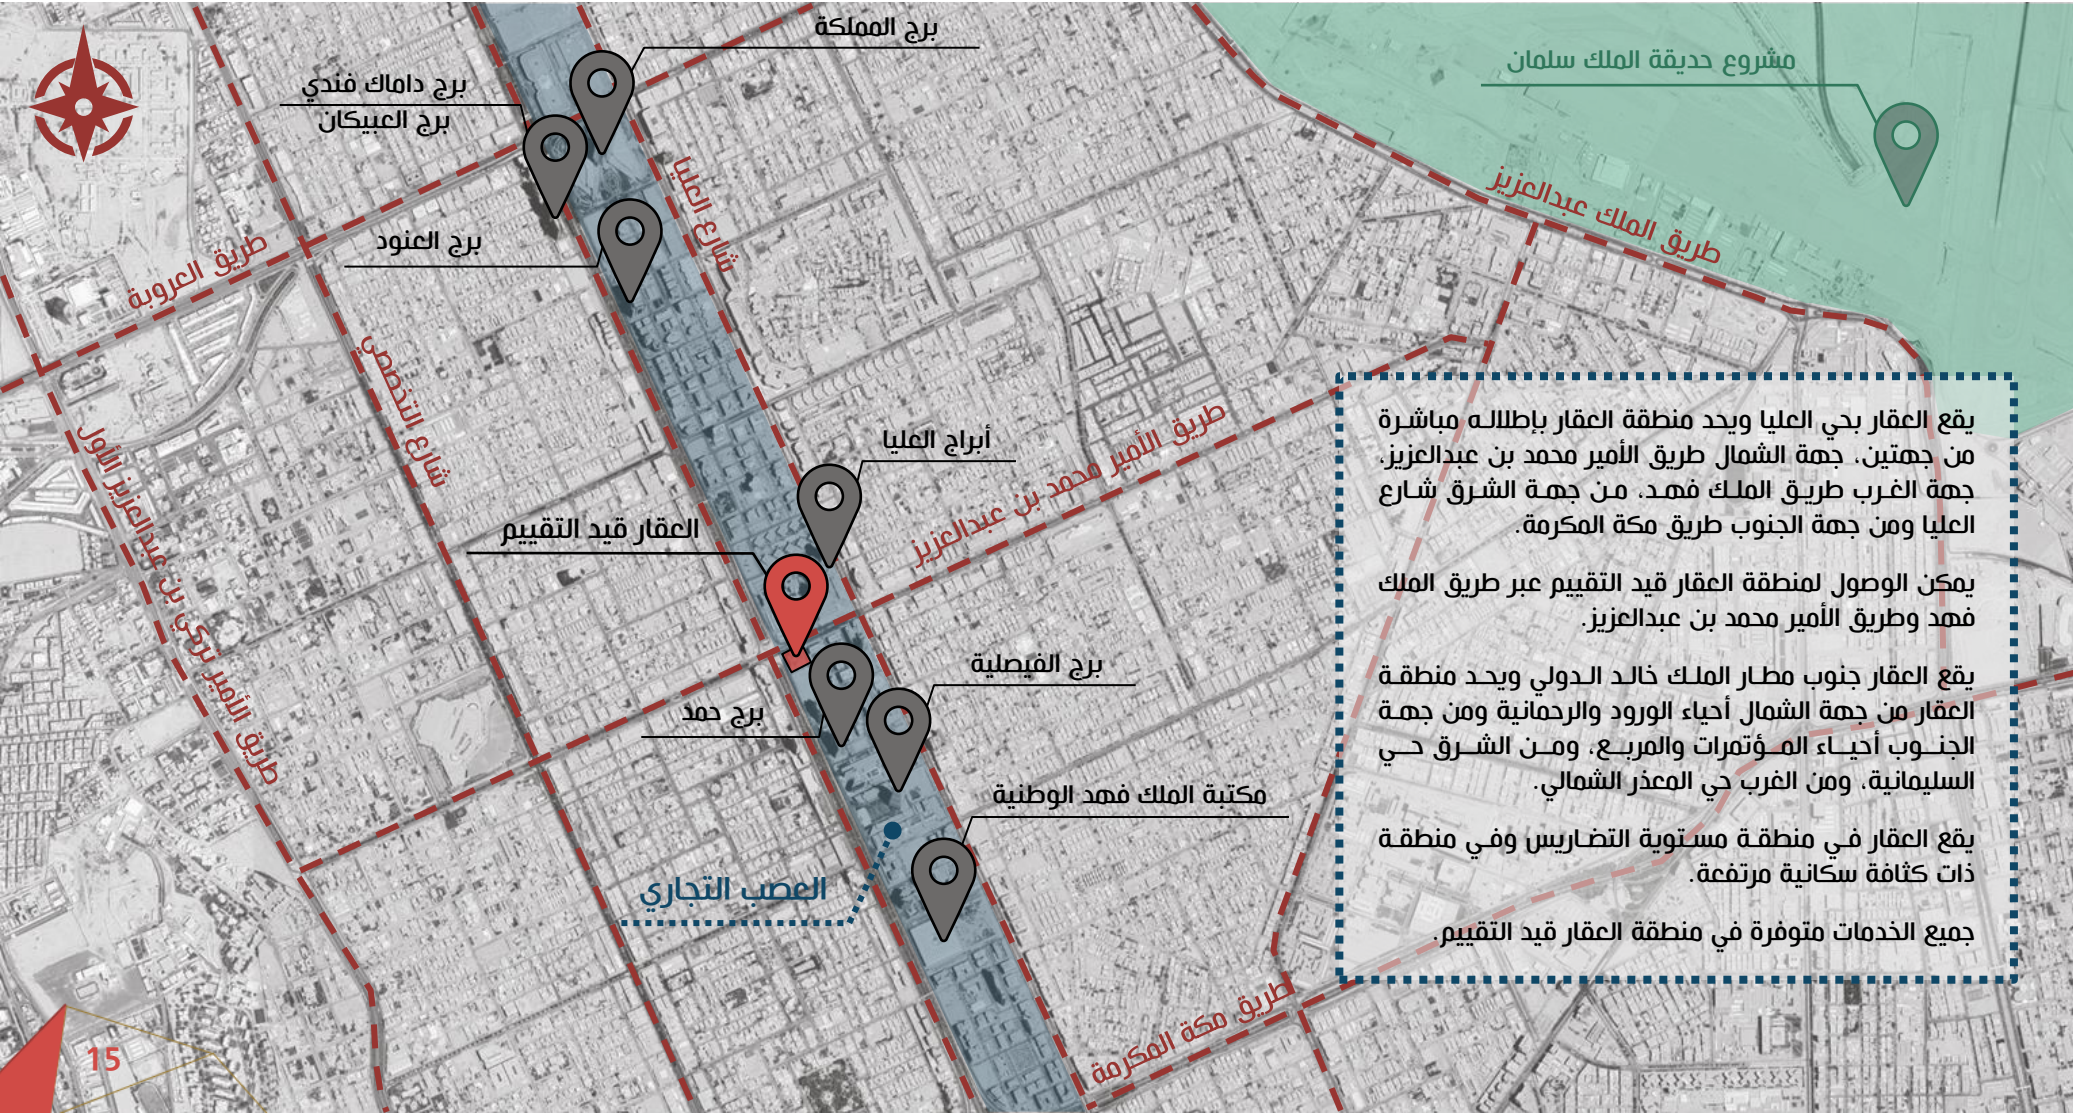 برج المملكة
مشروع حديقة الملك سلمان
برج داماك فندي
برج العبيكان
شارع العليا
طريق الملك عبدالعزيز
برج العنود
طريق العروبة
شارع التخصصي
طريق الأمير محمد بن عبدالعزيز
أبراج العليا
العقار قيد التقييم
طريق الأمير تركي بن عبدالعزيز الأول
برج الفيصلية
برج حمد
مكتبة الملك فهد الوطنية
العصب التجاري
طريق مكة المكرمة
يقع العقار بحي العليا ويحد منطقة العقار بإطلالـه مباشـرة
من جهتين، جهة الشمال طريق الأمير محمد بن عبدالعزيز،
جهة الغرب طريق الملك فهد، من جهة الشرق شارع
العليا ومن جهة الجنوب طريق مكة المكرمة.
يمكن الوصول لمنطقة العقار قيد التقييم عبر طريق الملك
فهد وطريق الأمير محمد بن عبدالعزيز.
يقع العقار جنوب مطار الملك خالد الدولي ويحد منطقة
العقار من جهة الشمال أحياء الورود والرحمانية ومن جهة
الجنوب أحياء المؤتمرات والمربع، ومن الشرق حي
السليمانية، ومن الغرب حي المعذر الشمالي.
يقع العقار في منطقة مستوية التضاريس وفي منطقة
ذات كثافة سكانية مرتفعة.
جميع الخدمات متوفرة في منطقة العقار قيد التقييم.
15